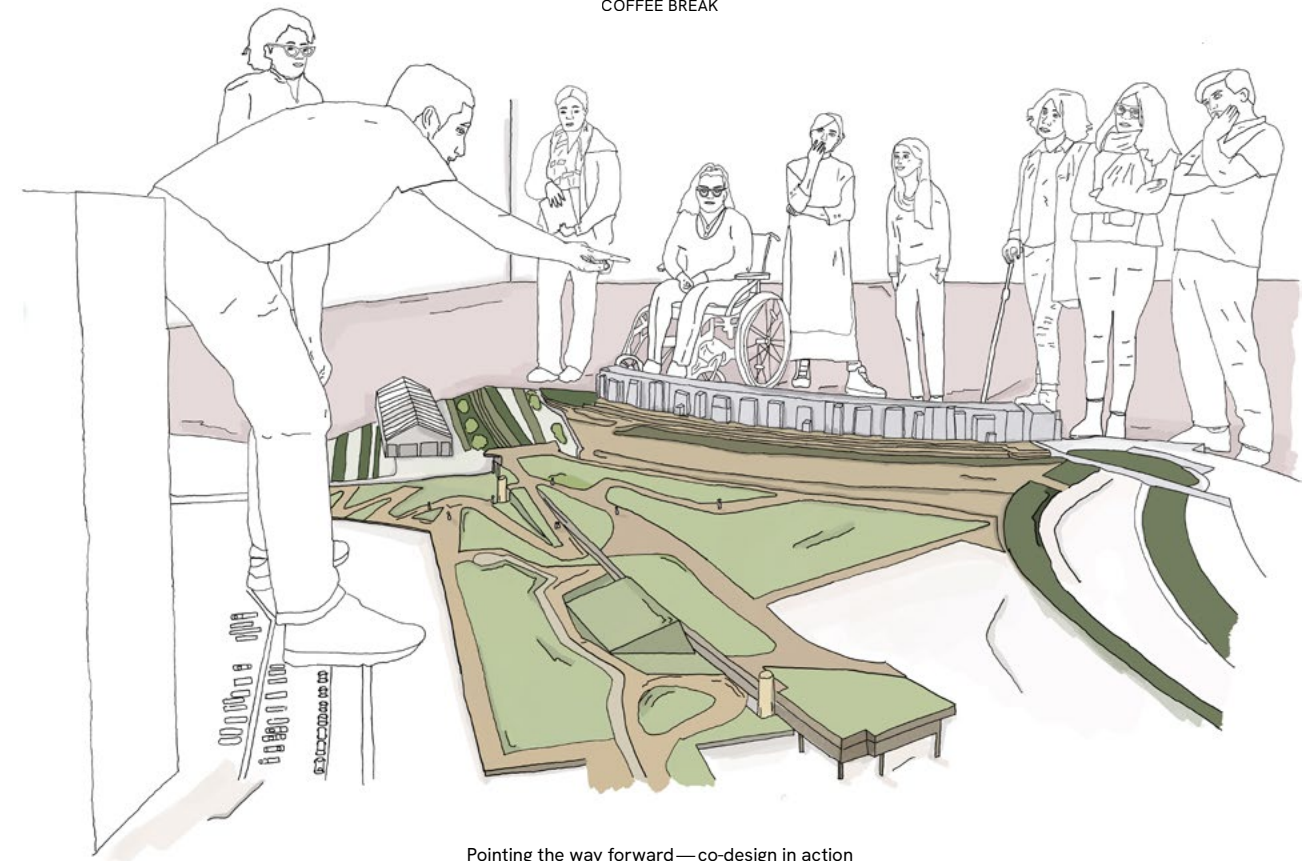 COFFEE BREAK
Pointing the way forward — co-design in action